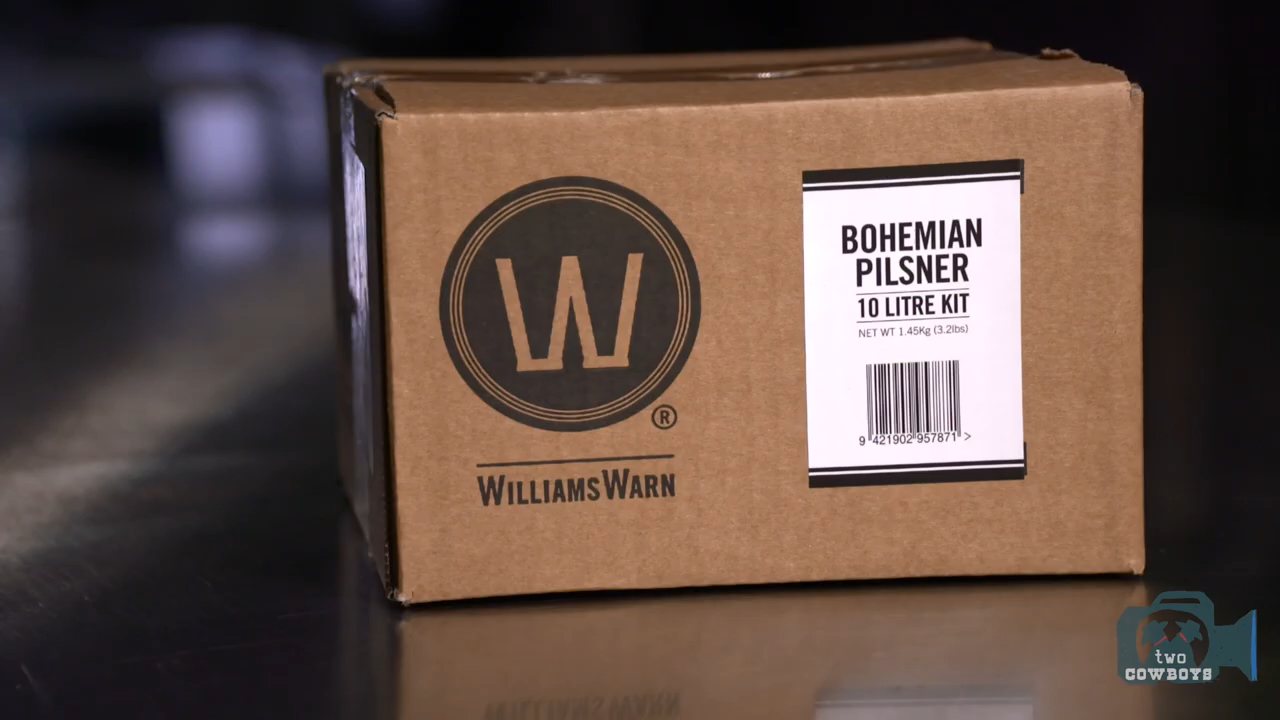 W
®
WILLIAMSWARN
BOHEMIAN
PILSNER
10 LITRE KIT
NET WT 1.45Kg (3.2lbs)
9 421902 957871 >
two
COWBOYS